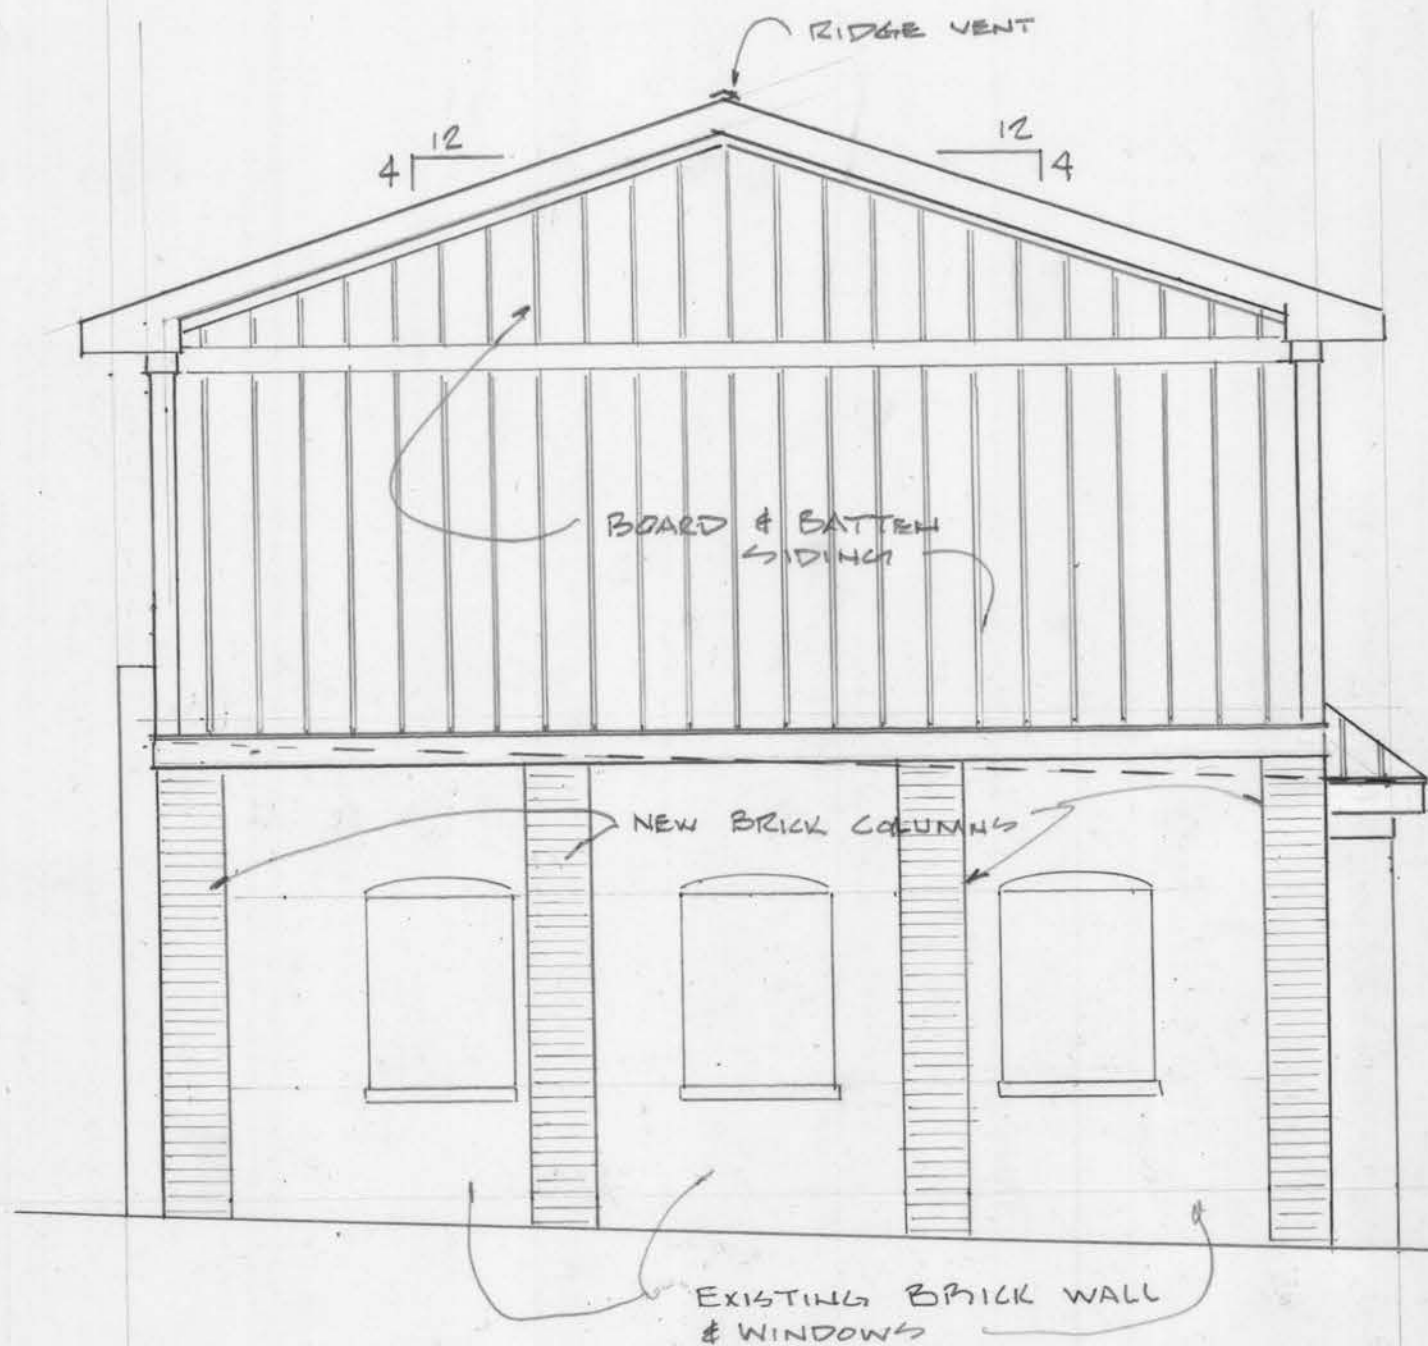 RIDGE VENT
12
4
12
4
BOARD & BATTEN
SIDING
NEW BRICK COLUMNS
EXISTING BRICK WALL
& WINDOWS